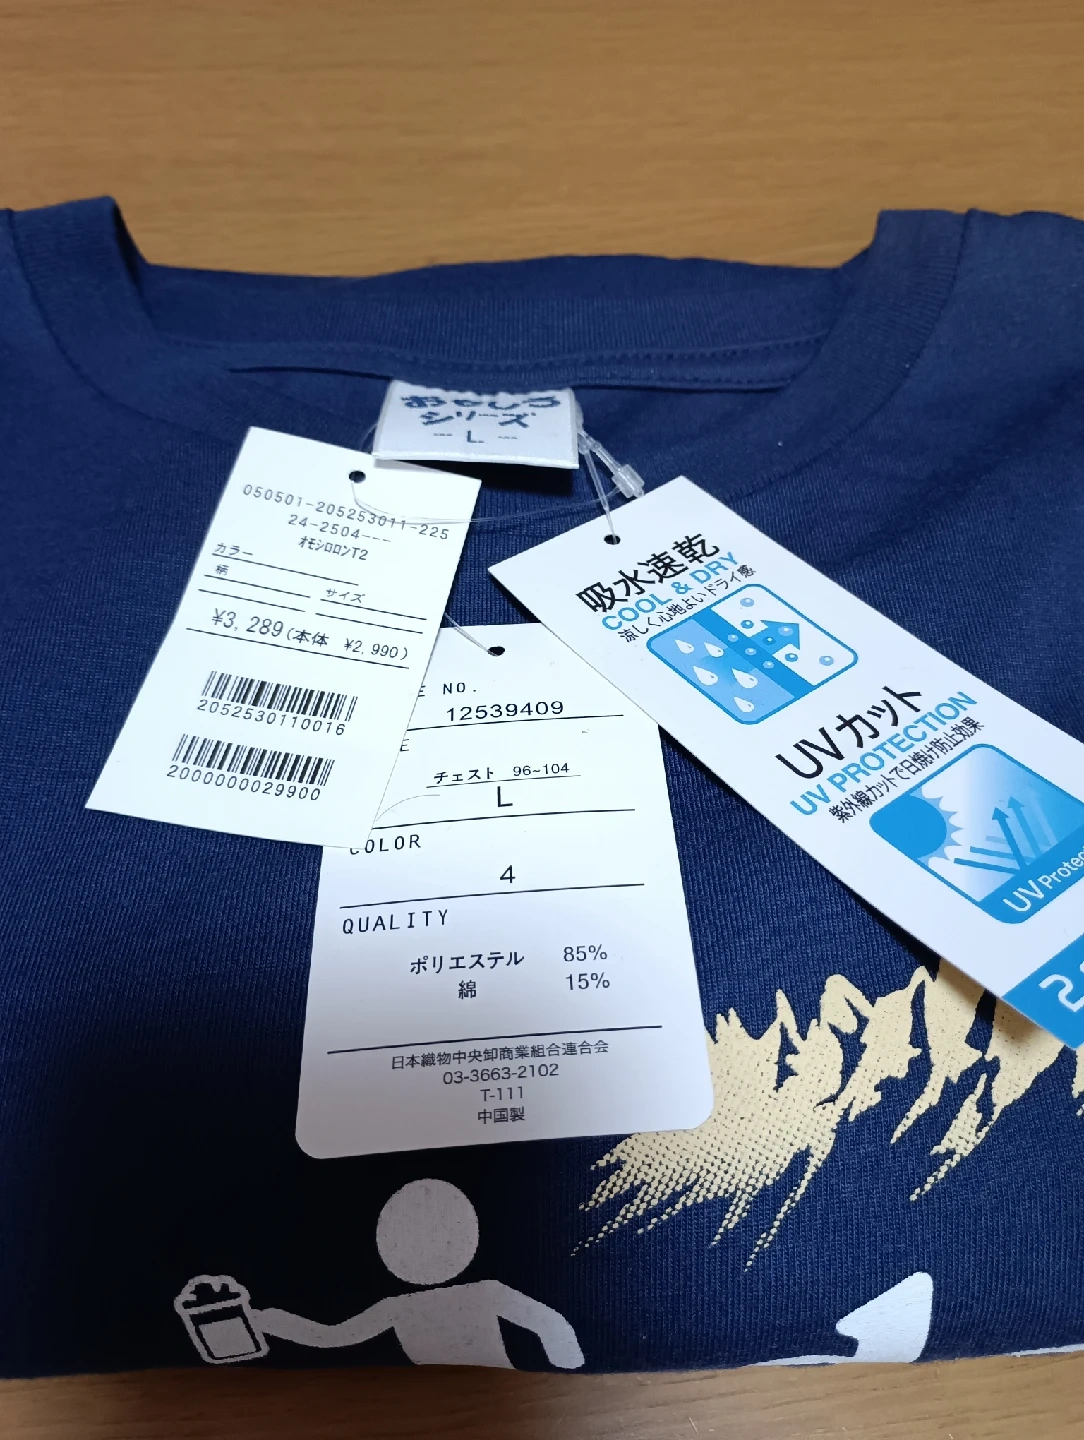 おもしろ
シリーズ
-- L --
050501-205253011-225
24-2504---
ｵﾓｼﾛﾛﾝT2
カラー
柄
サイズ
¥3,289(本体 ¥2,990)
2052530110016
2000000029900
E NO.
12539409
E
チェスト 96~104
L
COLOR
4
QUALITY
ポリエステル 85%
綿 15%
日本織物中央卸商業組合連合会
03-3663-2102
T-111
中国製
吸水速乾
COOL & DRY
涼しく心地よいドライ感
UVカット
UV PROTECTION
紫外線カットで日焼け防止効果
UV Protec